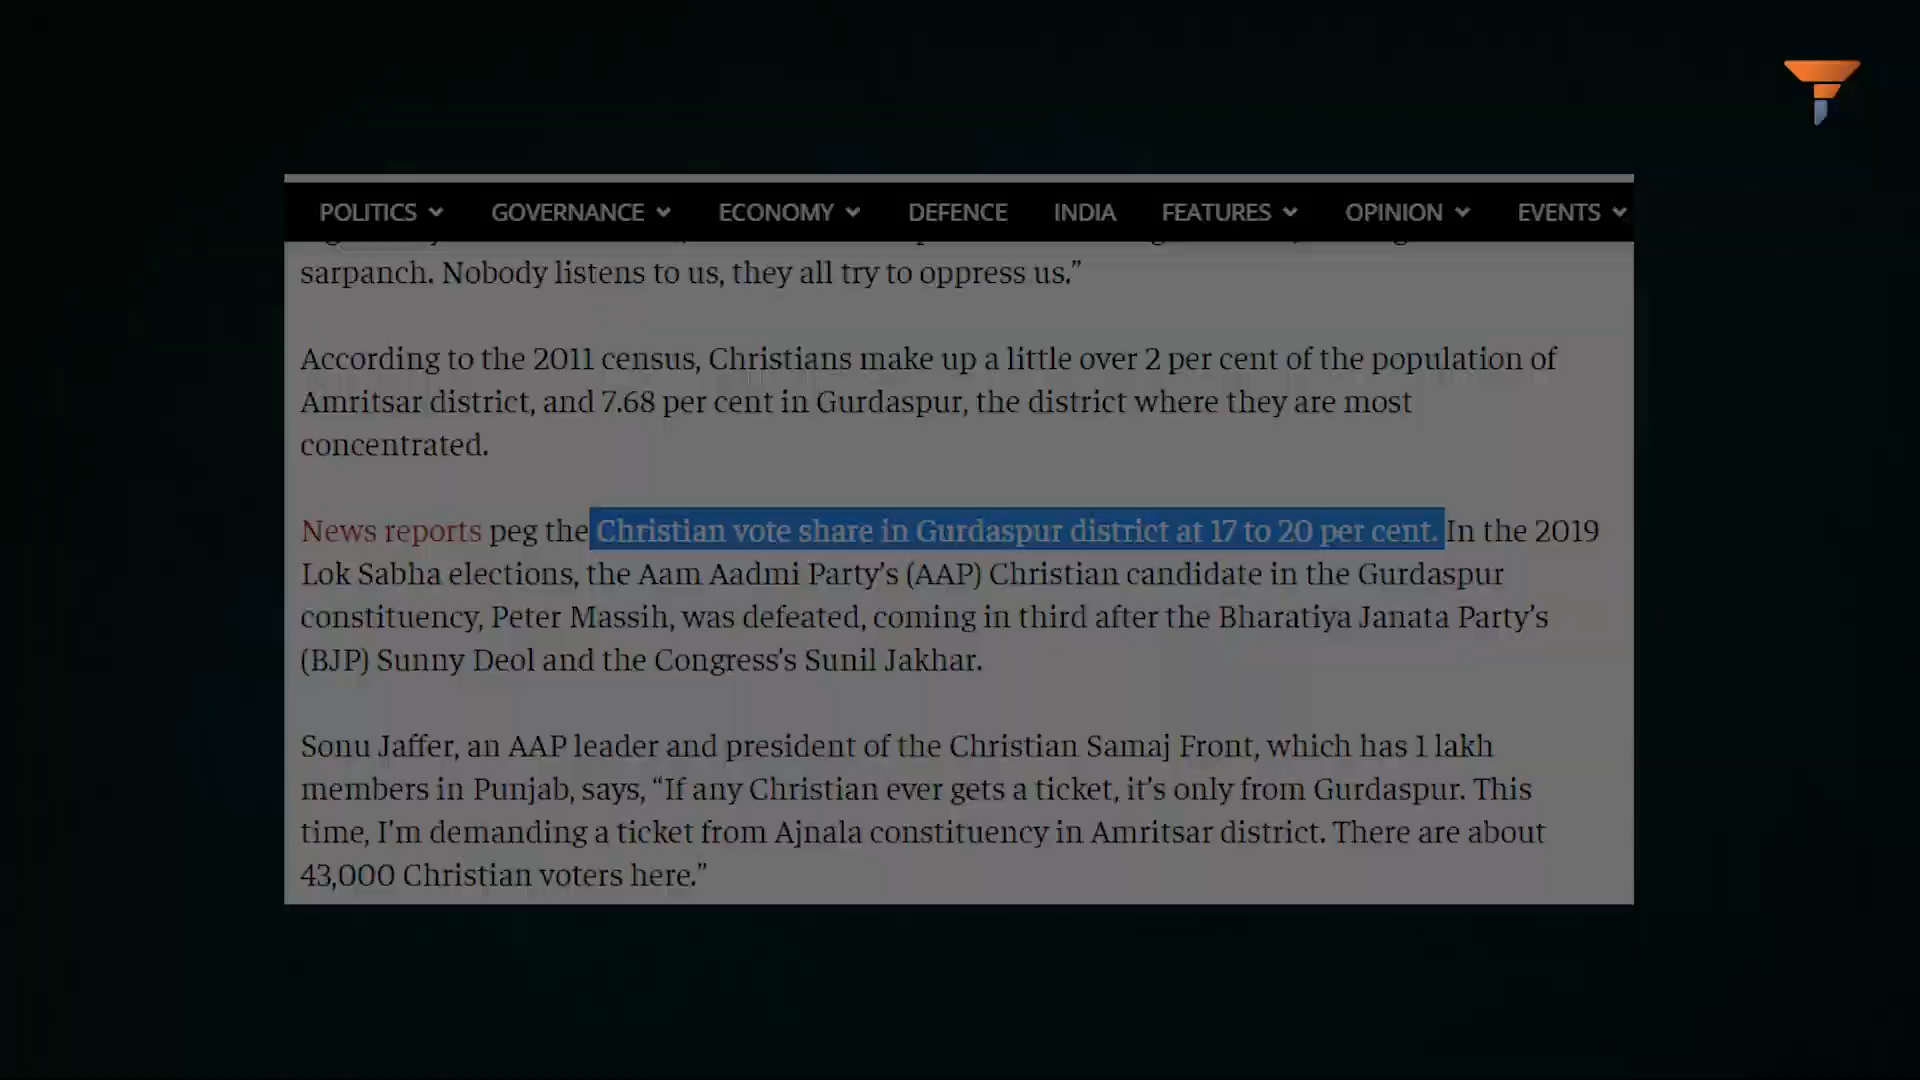 POLITICS GOVERNANCE ECONOMY DEFENCE INDIA FEATURES OPINION EVENTS
sarpanch. Nobody listens to us, they all try to oppress us.”
According to the 2011 census, Christians make up a little over 2 per cent of the population of
Amritsar district, and 7.68 per cent in Gurdaspur, the district where they are most
concentrated.
News reports peg the Christian vote share in Gurdaspur district at 17 to 20 per cent. In the 2019
Lok Sabha elections, the Aam Aadmi Party’s (AAP) Christian candidate in the Gurdaspur
constituency, Peter Massih, was defeated, coming in third after the Bharatiya Janata Party’s
(BJP) Sunny Deol and the Congress’s Sunil Jakhar.
Sonu Jaffer, an AAP leader and president of the Christian Samaj Front, which has 1 lakh
members in Punjab, says, “If any Christian ever gets a ticket, it’s only from Gurdaspur. This
time, I’m demanding a ticket from Ajnala constituency in Amritsar district. There are about
43,000 Christian voters here.”